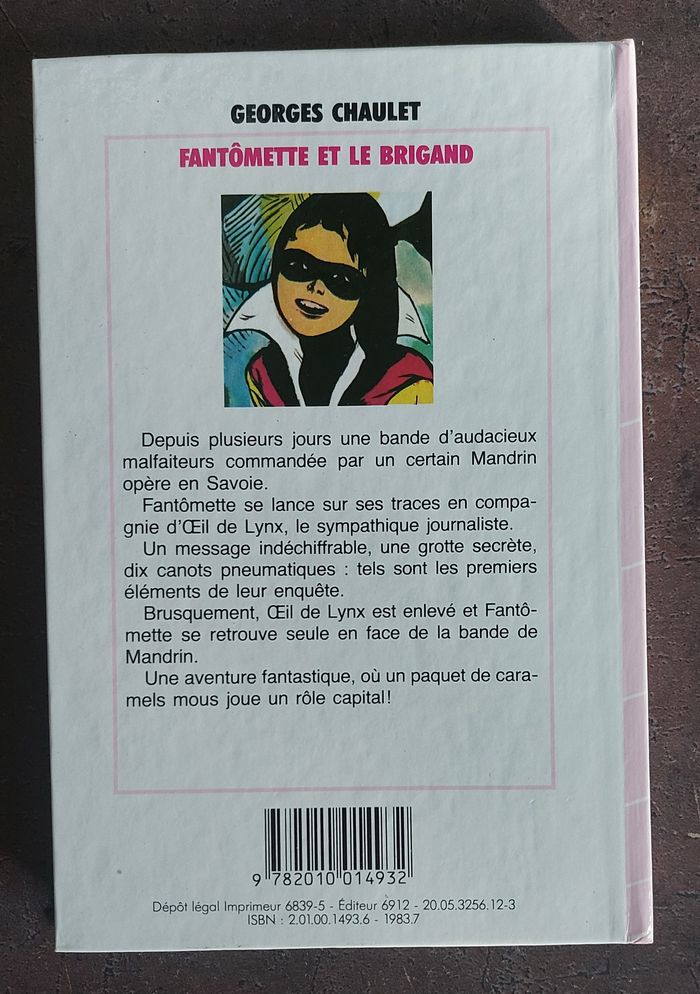 GEORGES CHAULET
FANTÔMETTE ET LE BRIGAND
Depuis plusieurs jours une bande d'audacieux
malfaiteurs commandée par un certain Mandrin
opère en Savoie.
Fantômette se lance sur ses traces en compa-
gnie d'Œil de Lynx, le sympathique journaliste.
Un message indéchiffrable, une grotte secrète,
dix canots pneumatiques : tels sont les premiers
éléments de leur enquête.
Brusquement, Œil de Lynx est enlevé et Fantô-
mette se retrouve seule en face de la bande de
Mandrin.
Une aventure fantastique, où un paquet de cara-
mels mous joue un rôle capital!
9 782010 014932
Dépôt légal Imprimeur 6839-5 - Éditeur 6912 - 20.05.3256.12-3
ISBN : 2.01.00.1493.6 - 1983.7